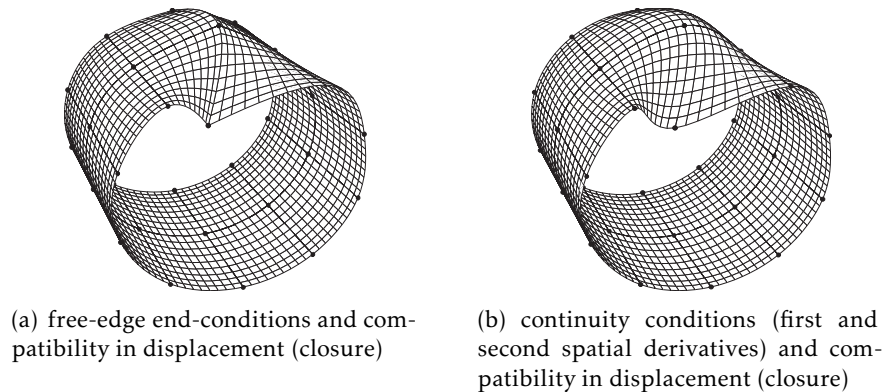 (a) free-edge end-conditions and com-
patibility in displacement (closure)
(b) continuity conditions (first and
second spatial derivatives) and com-
patibility in displacement (closure)